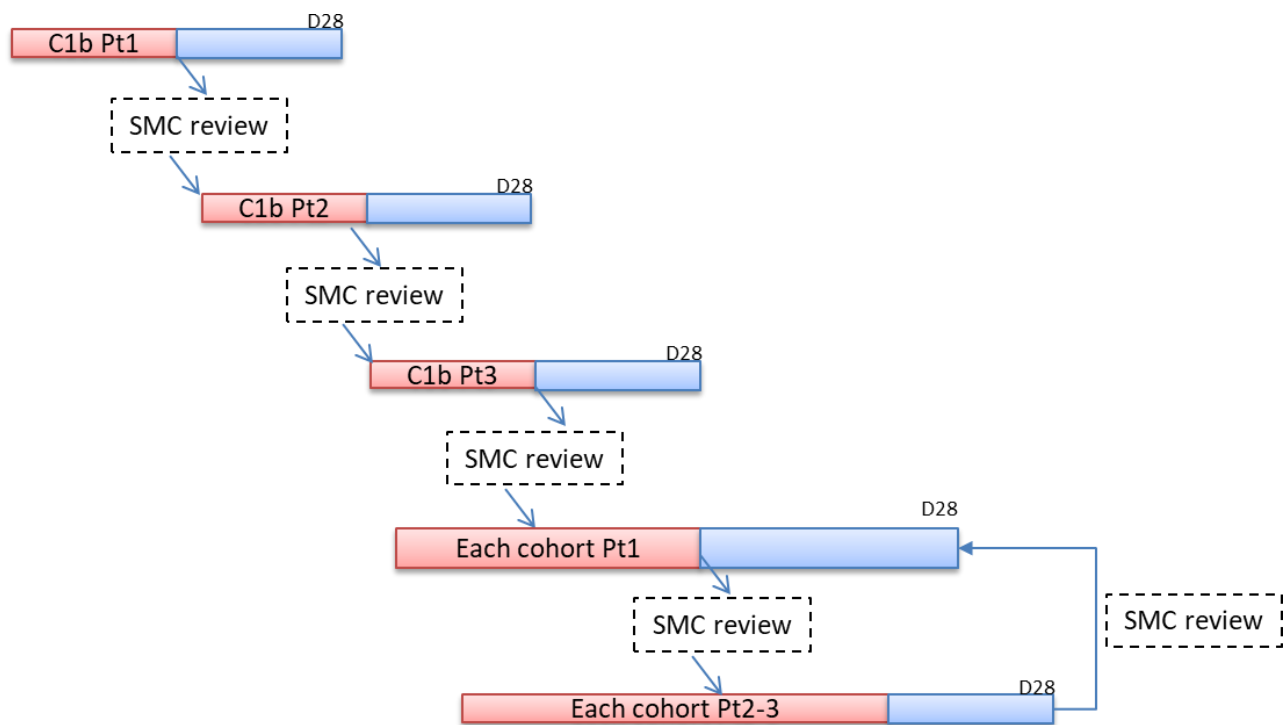 D28
C1b Pt1
SMC review
D28
C1b Pt2
SMC review
D28
C1b Pt3
SMC review
D28
Each cohort Pt1
SMC review
SMC review
D28
Each cohort Pt2-3